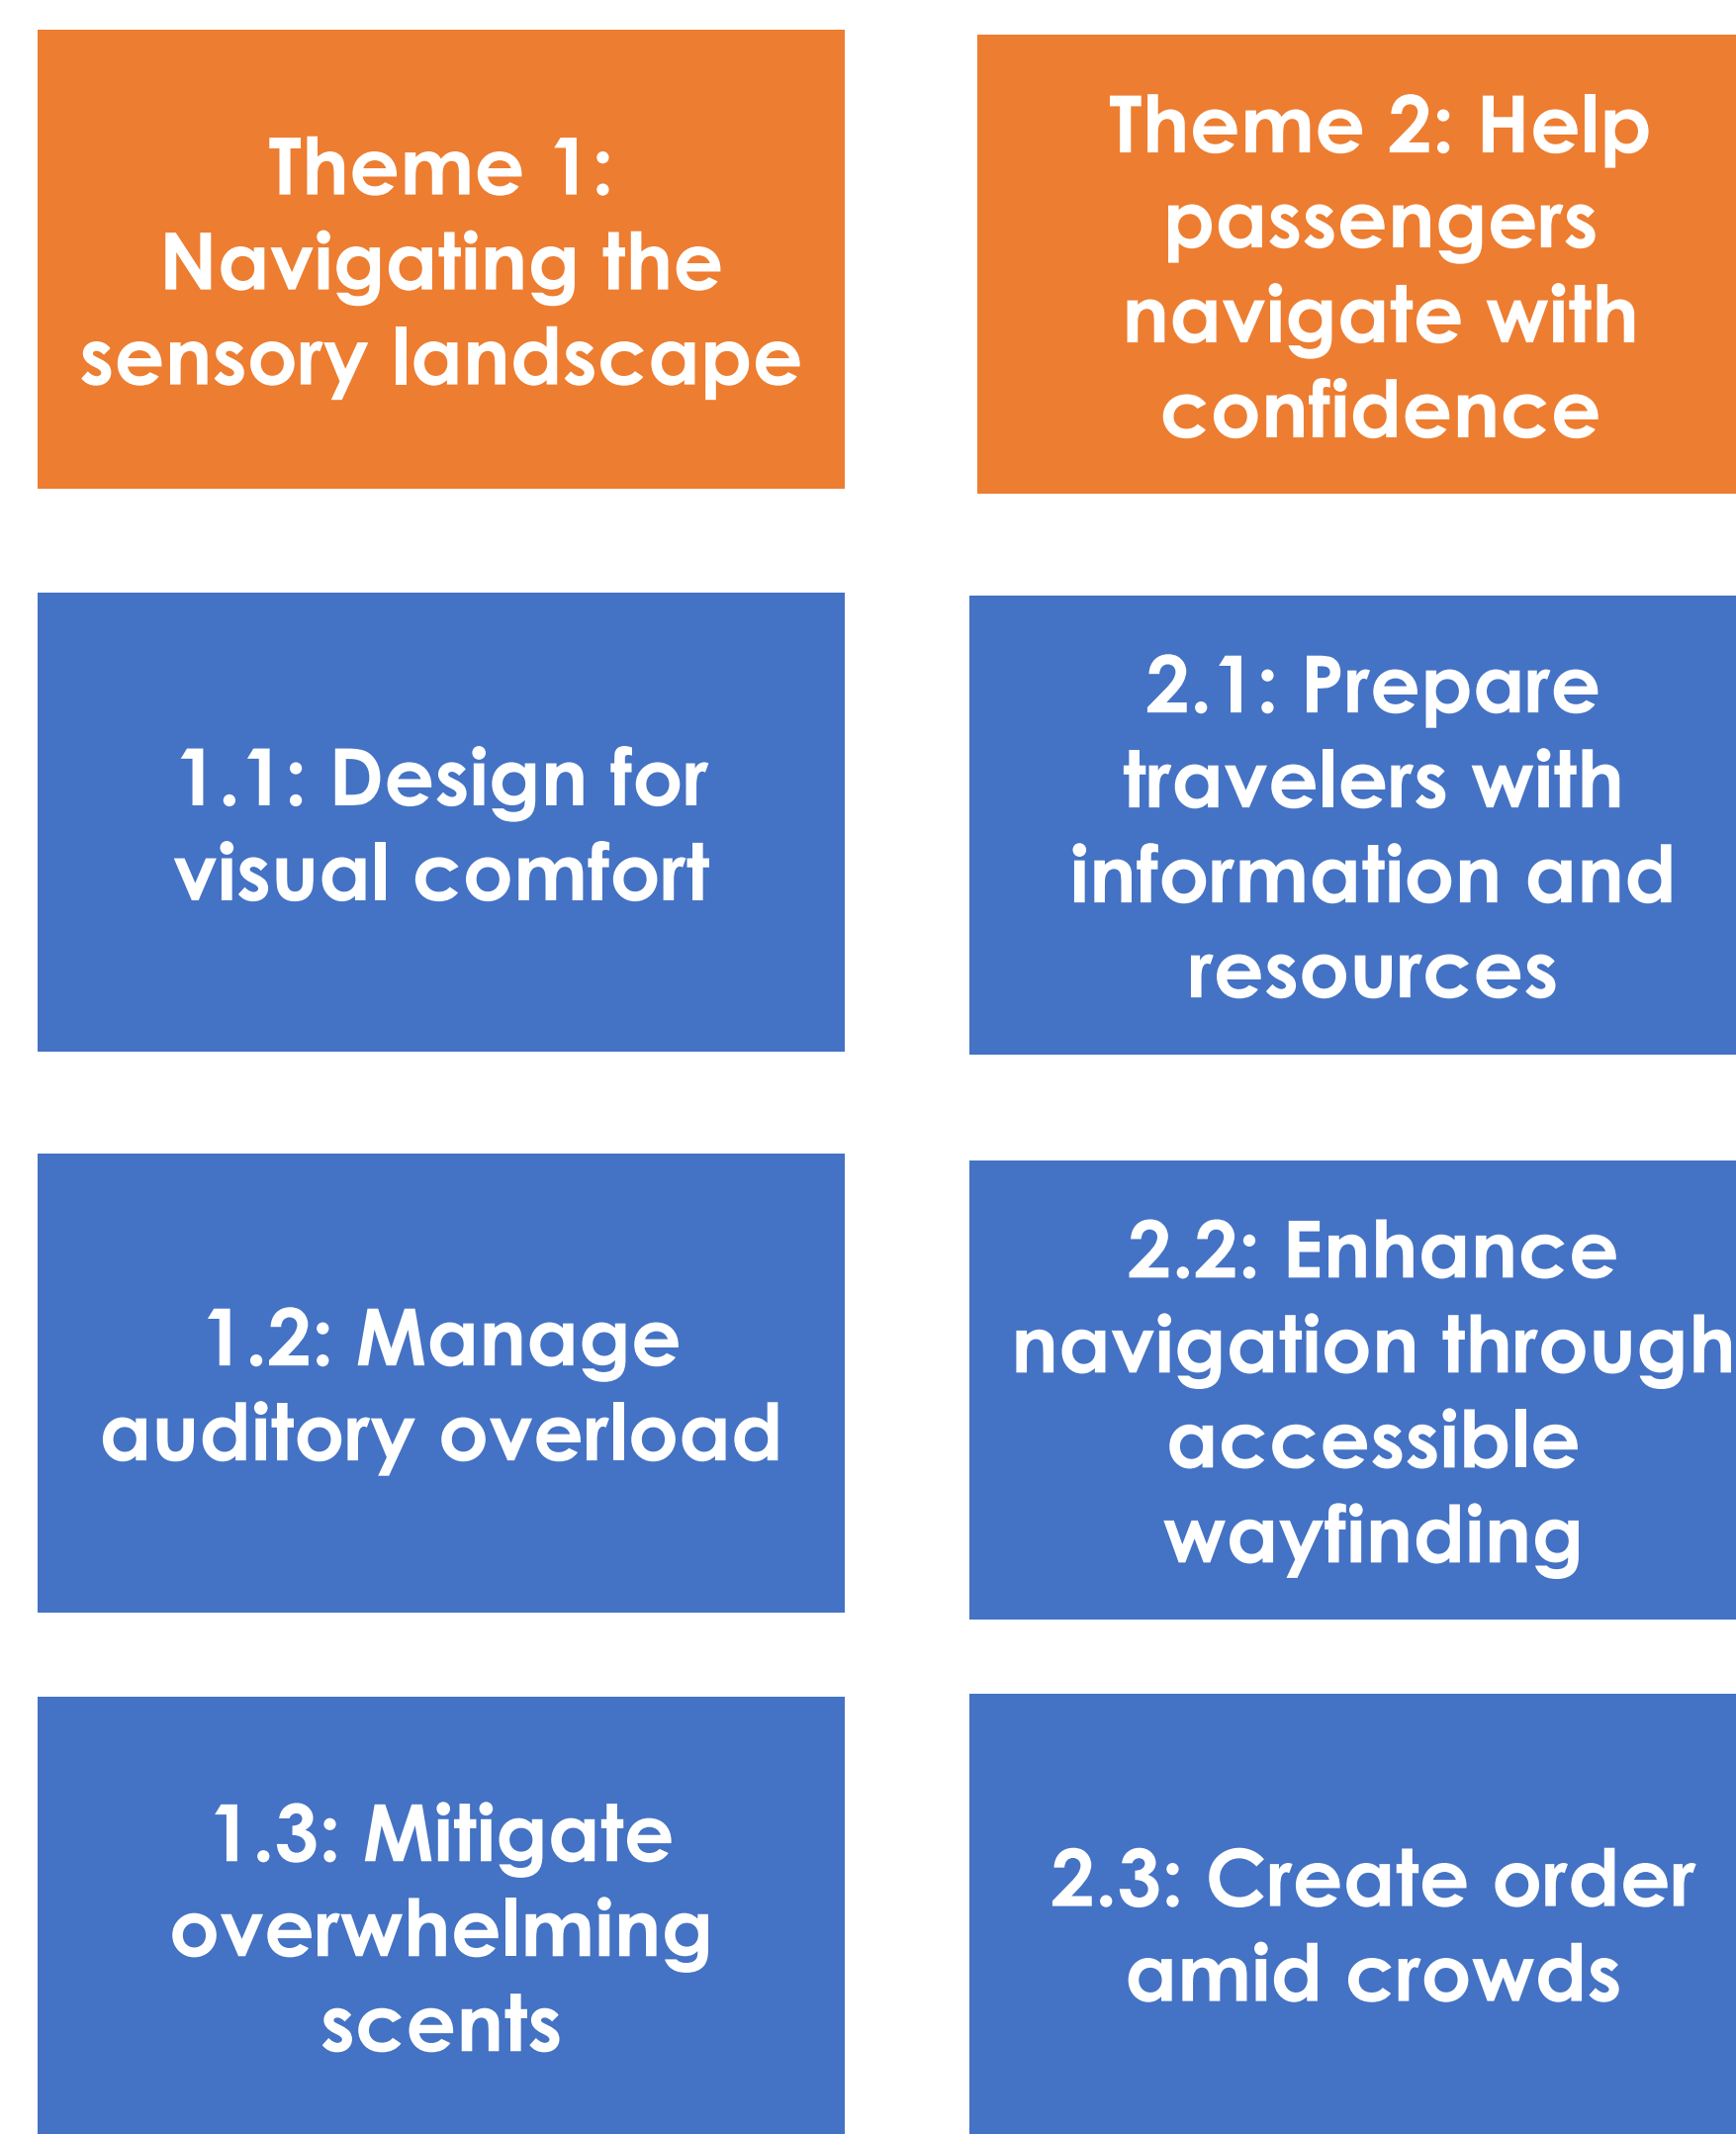 Theme 1:
Navigating the
sensory landscape
1.1: Design for
visual comfort
1.2: Manage
auditory overload
1.3: Mitigate
overwhelming
scents
Theme 2: Help
passengers
navigate with
confidence
2.1: Prepare
travelers with
information and
resources
2.2: Enhance
navigation through
accessible
wayfinding
2.3: Create order
amid crowds